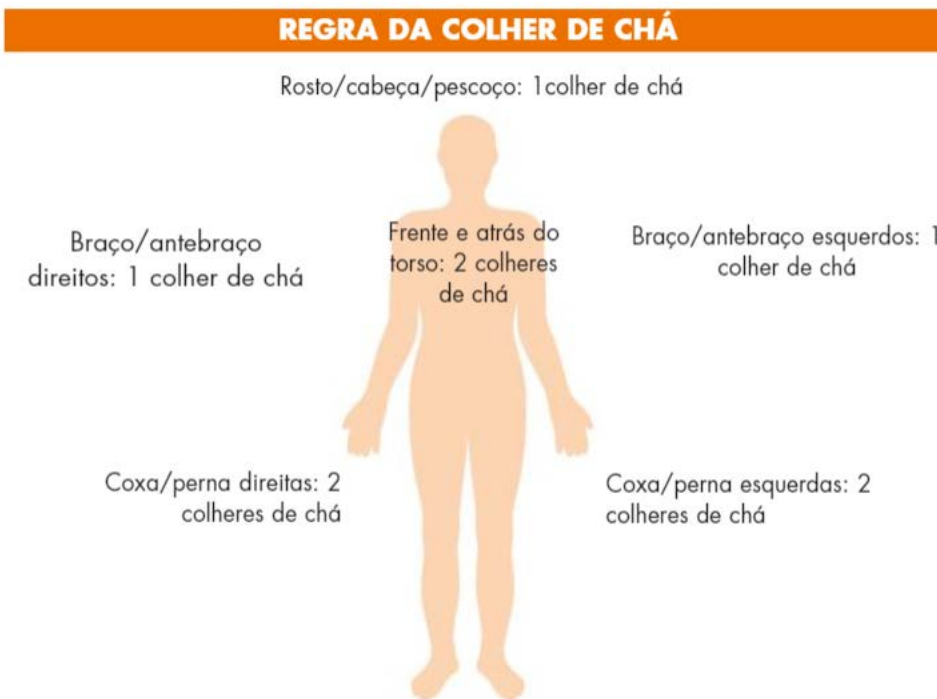 REGRA DA COLHER DE CHÁ
Rosto/cabeça/pescoço: 1colher de chá
Braço/antebraço
direitos: 1 colher de chá
Frente e atrás do
torso: 2 colheres
de chá
Braço/antebraço esquerdos: 1
colher de chá
Coxa/perna direitas: 2
colheres de chá
Coxa/perna esquerdas: 2
colheres de chá